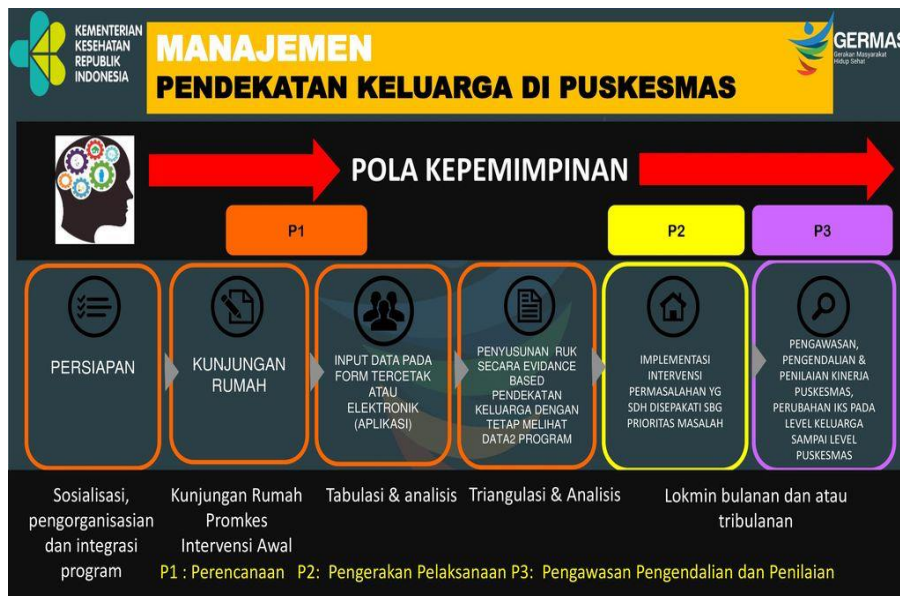 KEMENTERIAN
KESEHATAN
REPUBLIK
INDONESIA
MANAJEMEN
PENDEKATAN KELUARGA DI PUSKESMAS
GERMAS
Gerakan Masyarakat
Hidup Sehat
POLA KEPEMIMPINAN
P1
P2
P3
PERSIAPAN
KUNJUNGAN
RUMAH
INPUT DATA PADA
FORM TERCETAK
ATAU
ELEKTRONIK
(APLIKASI)
PENYUSUNAN RUK
SECARA EVIDANCE
BASED
PENDEKATAN
KELUARGA DENGAN
TETAP MELIHAT
DATA2 PROGRAM
IMPLEMENTASI
INTERVENSI
PERMASALAHAN YG
SDH DISEPAKATI SBG
PRIORITAS MASALAH
PENGAWASAN,
PENGENDALIAN &
PENILAIAN KINERJA
PUSKESMAS,
PERUBAHAN IKS PADA
LEVEL KELUARGA
SAMPAI LEVEL
PUSKESMAS
Sosialisasi,
pengorganisasian
dan integrasi
program
Kunjungan Rumah
Promkes
Intervensi Awal
Tabulasi & analisis
Triangulasi & Analisis
Lokmin bulanan dan atau
tribulanan
P1 : Perencanaan P2: Pengerakan Pelaksanaan P3: Pengawasan Pengendalian dan Penilaian